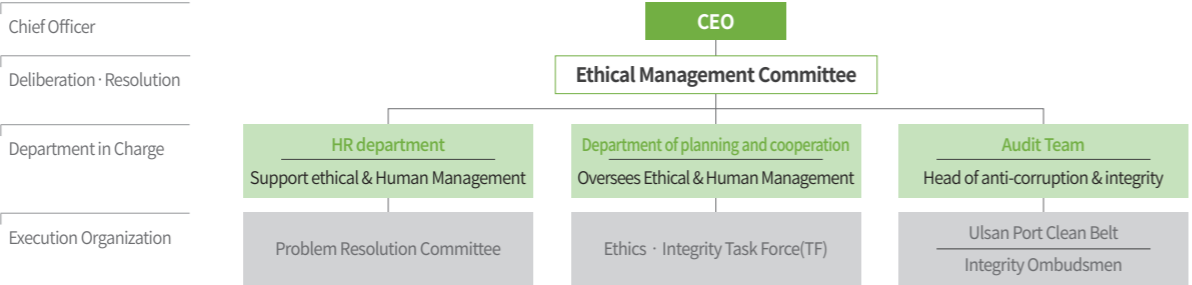 Chief Officer
CEO
Deliberation · Resolution
Ethical Management Committee
Department in Charge
HR department
Support ethical & Human Management
Department of planning and cooperation
Oversees Ethical & Human Management
Audit Team
Head of anti-corruption & integrity
Execution Organization
Problem Resolution Committee
Ethics · Integrity Task Force(TF)
Ulsan Port Clean Belt
Integrity Ombudsmen